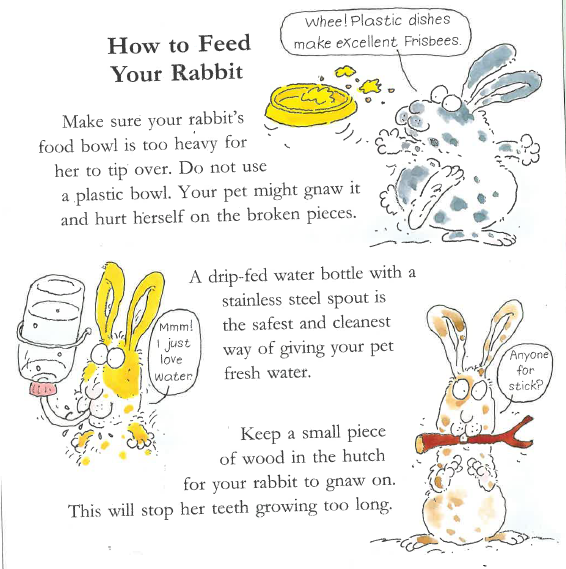 How to Feed
Your Rabbit
Whee! Plastic dishes
make excellent Frisbees.
Make sure your rabbit's
food bowl is too heavy for
her to tip over. Do not use
a plastic bowl. Your pet might gnaw it
and hurt herself on the broken pieces.
A drip-fed water bottle with a
stainless steel spout is
the safest and cleanest
way of giving your pet
fresh water.
Mmm!
I just
love
water
Anyone
for
stick?
Keep a small piece
of wood in the hutch
for your rabbit to gnaw on.
This will stop her teeth growing too long.